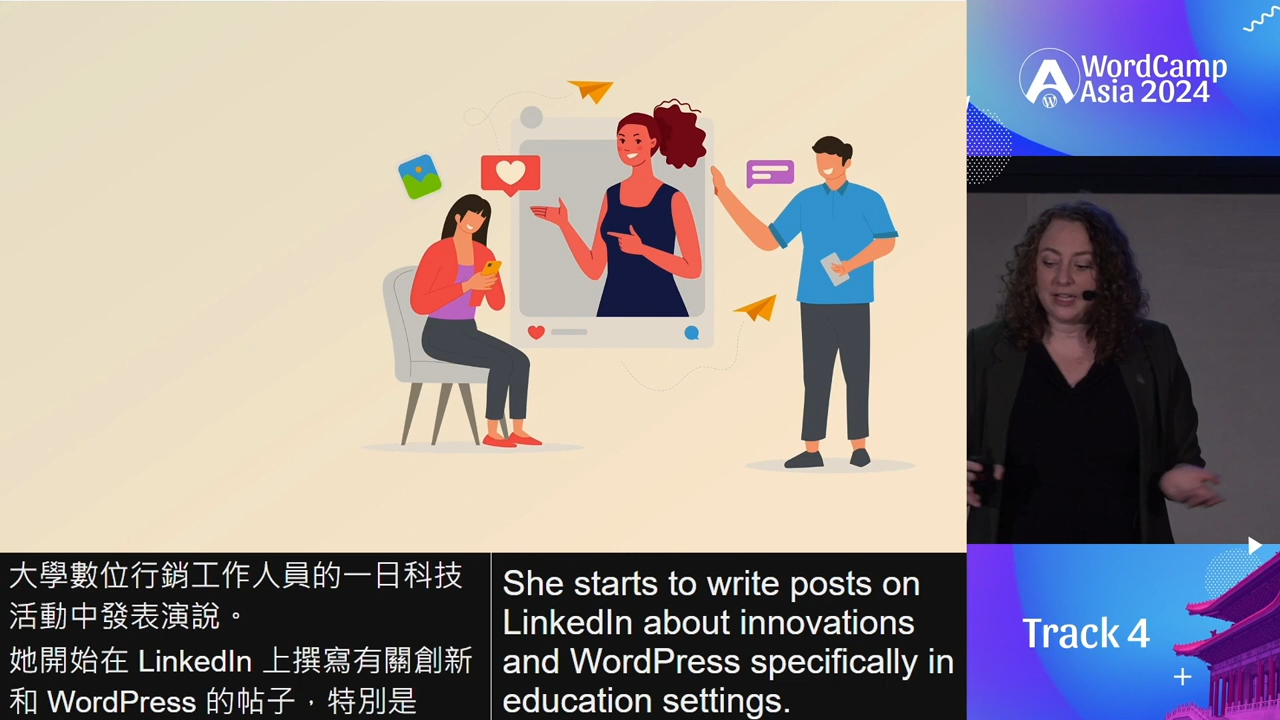 WordCamp
Asia 2024
大學數位行銷工作人員的一日科技
活動中發表演說。
她開始在 LinkedIn 上撰寫有關創新
和 WordPress 的帖子，特別是
She starts to write posts on
LinkedIn about innovations
and WordPress specifically in
education settings.
Track 4